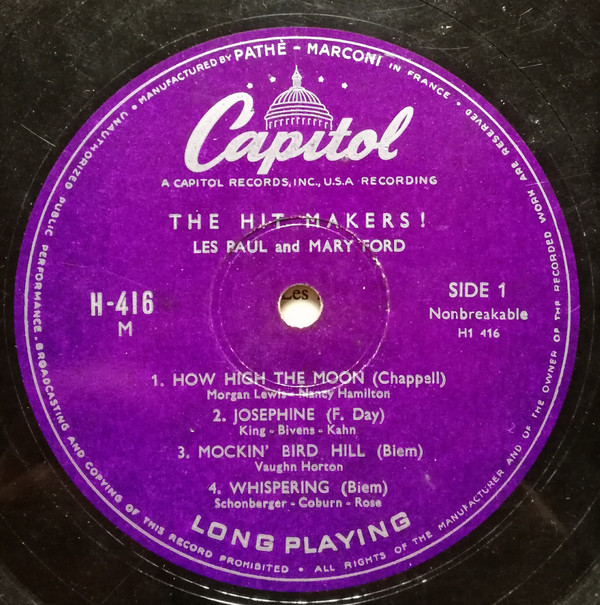 MANUFACTURED BY PATHÈ - MARCONI IN FRANCE
Capitol
A CAPITOL RECORDS, INC., U.S.A - RECORDING
THE HIT MAKERS!
LES PAUL and MARY FORD
H-416
M
SIDE 1
Nonbreakable
H1 416
Les
1. HOW HIGH THE MOON (Chappell)
Morgan Lewis - Nancy Hamilton
2. JOSEPHINE (F. Day)
King - Bivens - Kahn
3. MOCKIN' BIRD HILL (Biem)
Vaughn Horton
4. WHISPERING (Biem)
Schonberger - Coburn - Rose
LONG PLAYING
UNAUTHORIZED PUBLIC PERFORMANCE, BROADCASTING AND COPYING OF THIS RECORD PROHIBITED • ALL RIGHTS OF THE MANUFACTURER AND OF THE OWNER OF THE RECORDED WORK ARE RESERVED